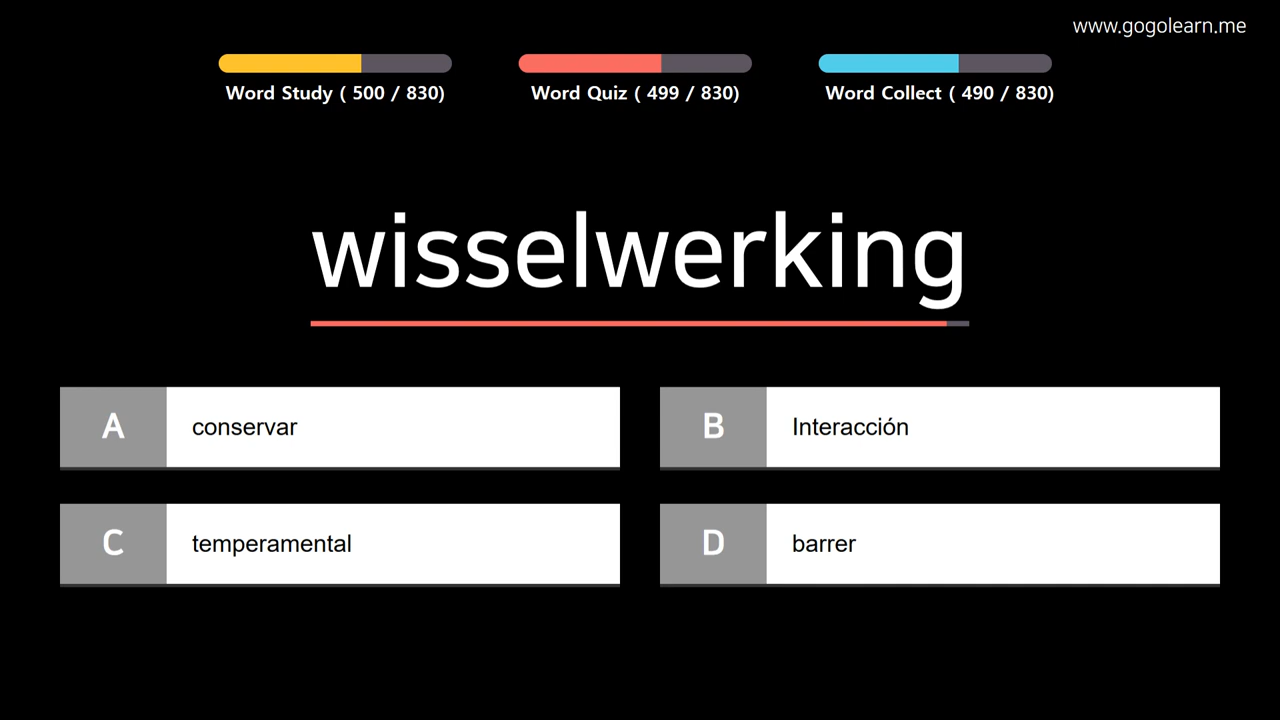 www.gogolearn.me
Word Study ( 500 / 830)
Word Quiz ( 499 / 830)
Word Collect ( 490 / 830)
wisselwerking
A conservar
B Interacción
C temperamental
D barrer